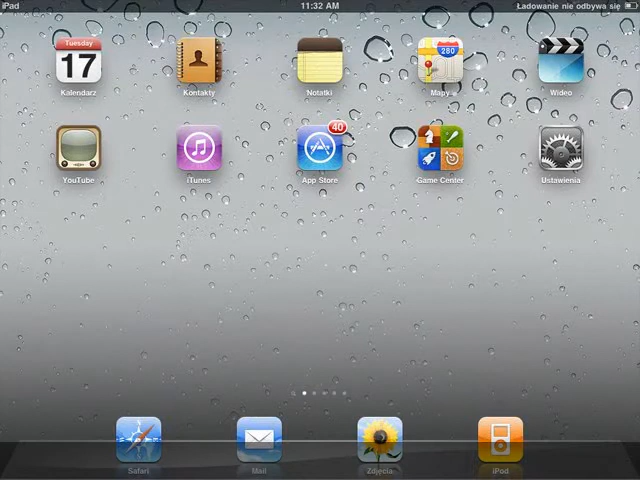 iPad 11:32 AM Ładowanie nie odbywa się
Tuesday
17
280
Kalendarz Kontakty Notatki Mapy Wideo
40
YouTube iTunes App Store Game Center Ustawienia
Safari Mail Zdjęcia iPod